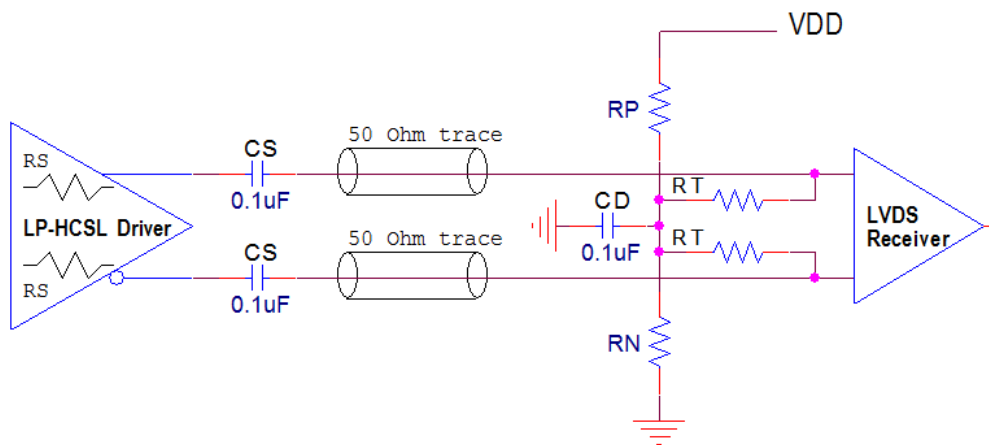 VDD
RP
50 Ohm trace
CS
RS
0.1uF
RT
CD
LP-HCSL Driver
LVDS
Receiver
50 Ohm trace
0.1uF
RT
CS
RS
0.1uF
RN